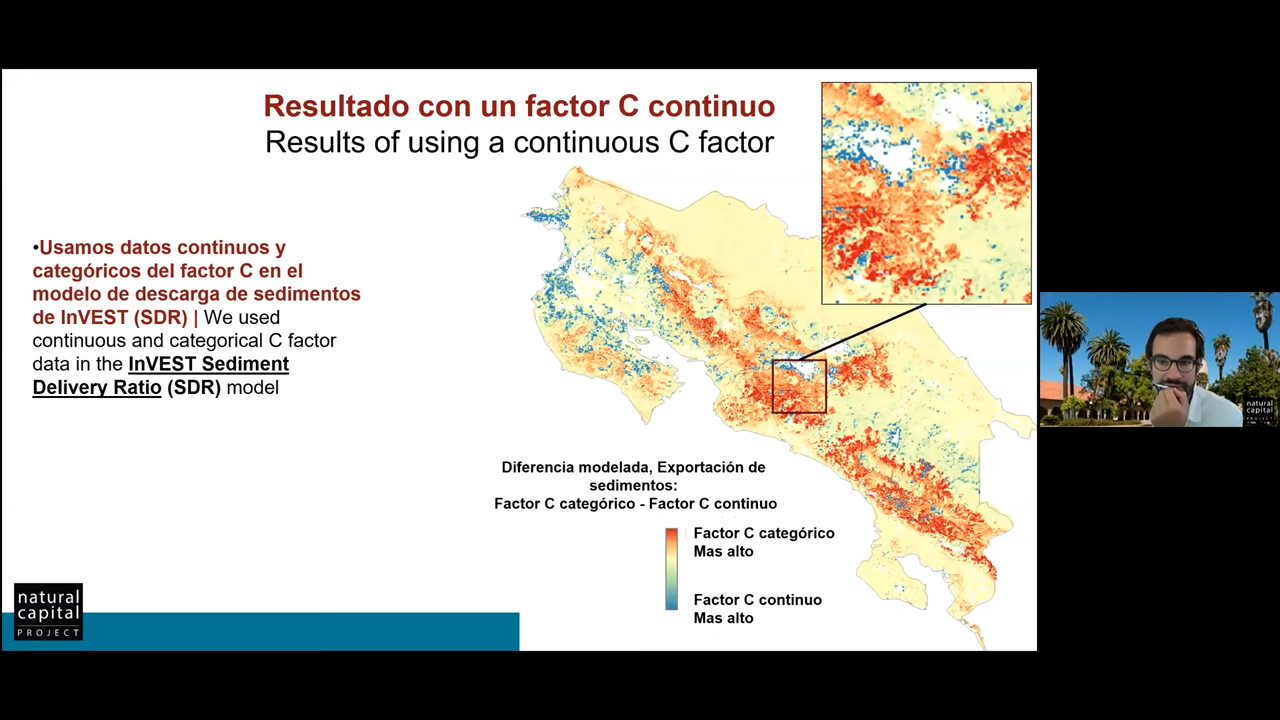 Resultado con un factor C continuo
Results of using a continuous C factor
•Usamos datos continuos y
categóricos del factor C en el
modelo de descarga de sedimentos
de InVEST (SDR) | We used
continuous and categorical C factor
data in the InVEST Sediment
Delivery Ratio (SDR) model
Diferencia modelada, Exportación de
sedimentos:
Factor C categórico - Factor C continuo
Factor C categórico
Mas alto
Factor C continuo
Mas alto
natural
capital
PROJECT
natural
capital
PROJECT